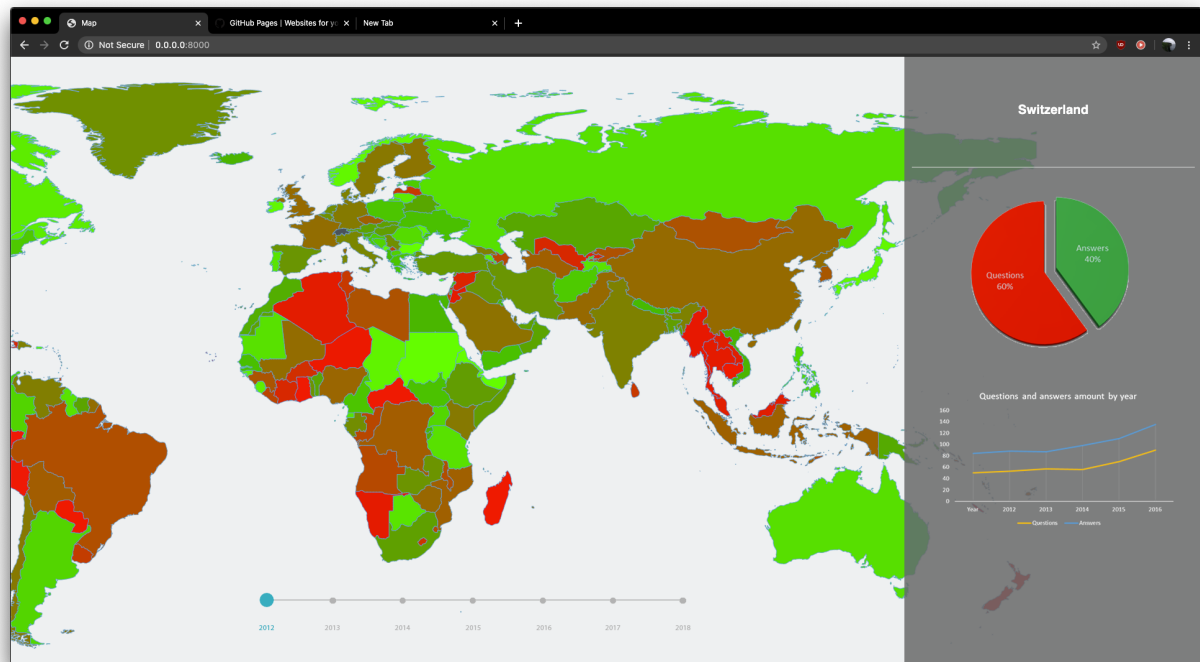 Map
GitHub Pages | Websites for yo
New Tab
Not Secure | 0.0.0.0:8000
Switzerland
Answers
40%
Questions
60%
Questions and answers amount by year
160
140
120
100
80
60
40
20
0
Year 2012 2013 2014 2015 2016
Questions Answers
2012 2013 2014 2015 2016 2017 2018